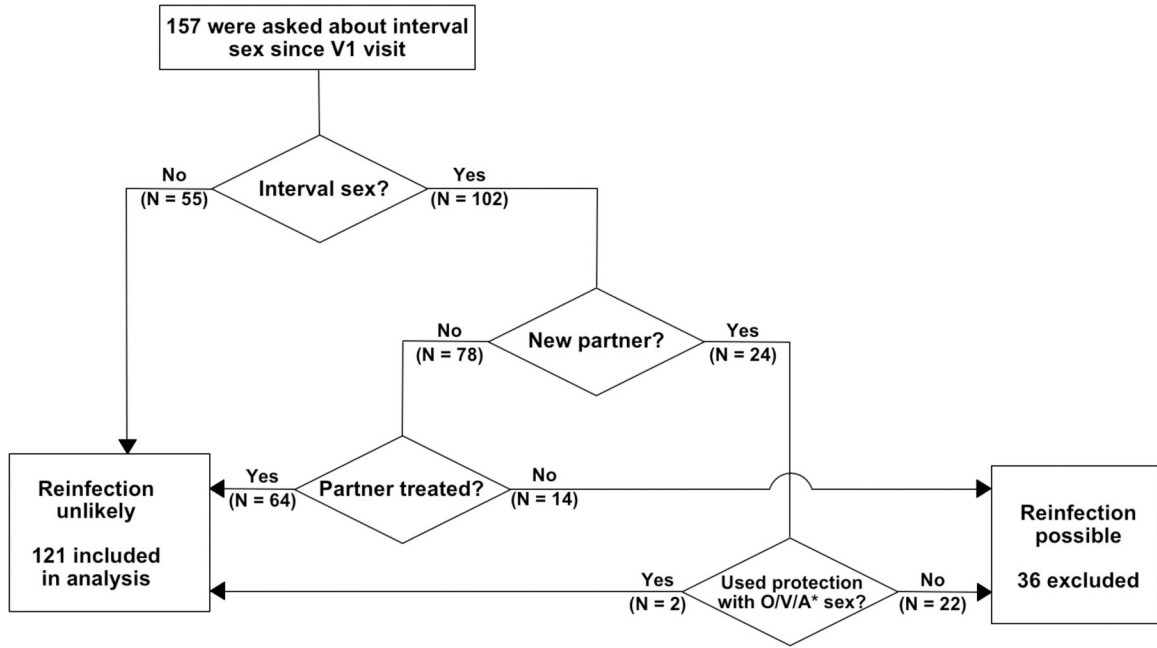 157 were asked about interval
sex since V1 visit
No
(N = 55)
Interval sex?
Yes
(N = 102)
No
(N = 78)
New partner?
Yes
(N = 24)
Reinfection
unlikely
121 included
in analysis
Yes
(N = 64)
Partner treated?
No
(N = 14)
Reinfection
possible
36 excluded
Yes
(N = 2)
Used protection
with O/V/A* sex?
No
(N = 22)